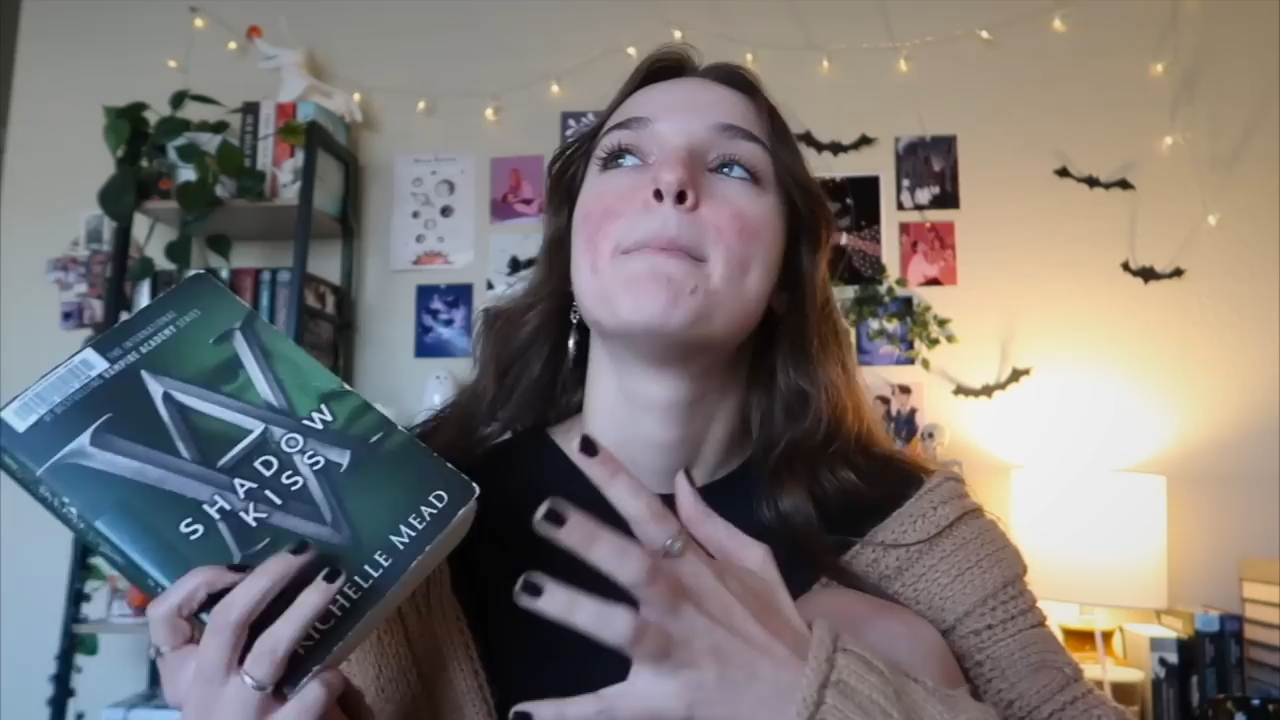 THE INTERNATIONAL
#1 BESTSELLING VAMPIRE ACADEMY SERIES
SHADOW
KISS
RICHELLE MEAD